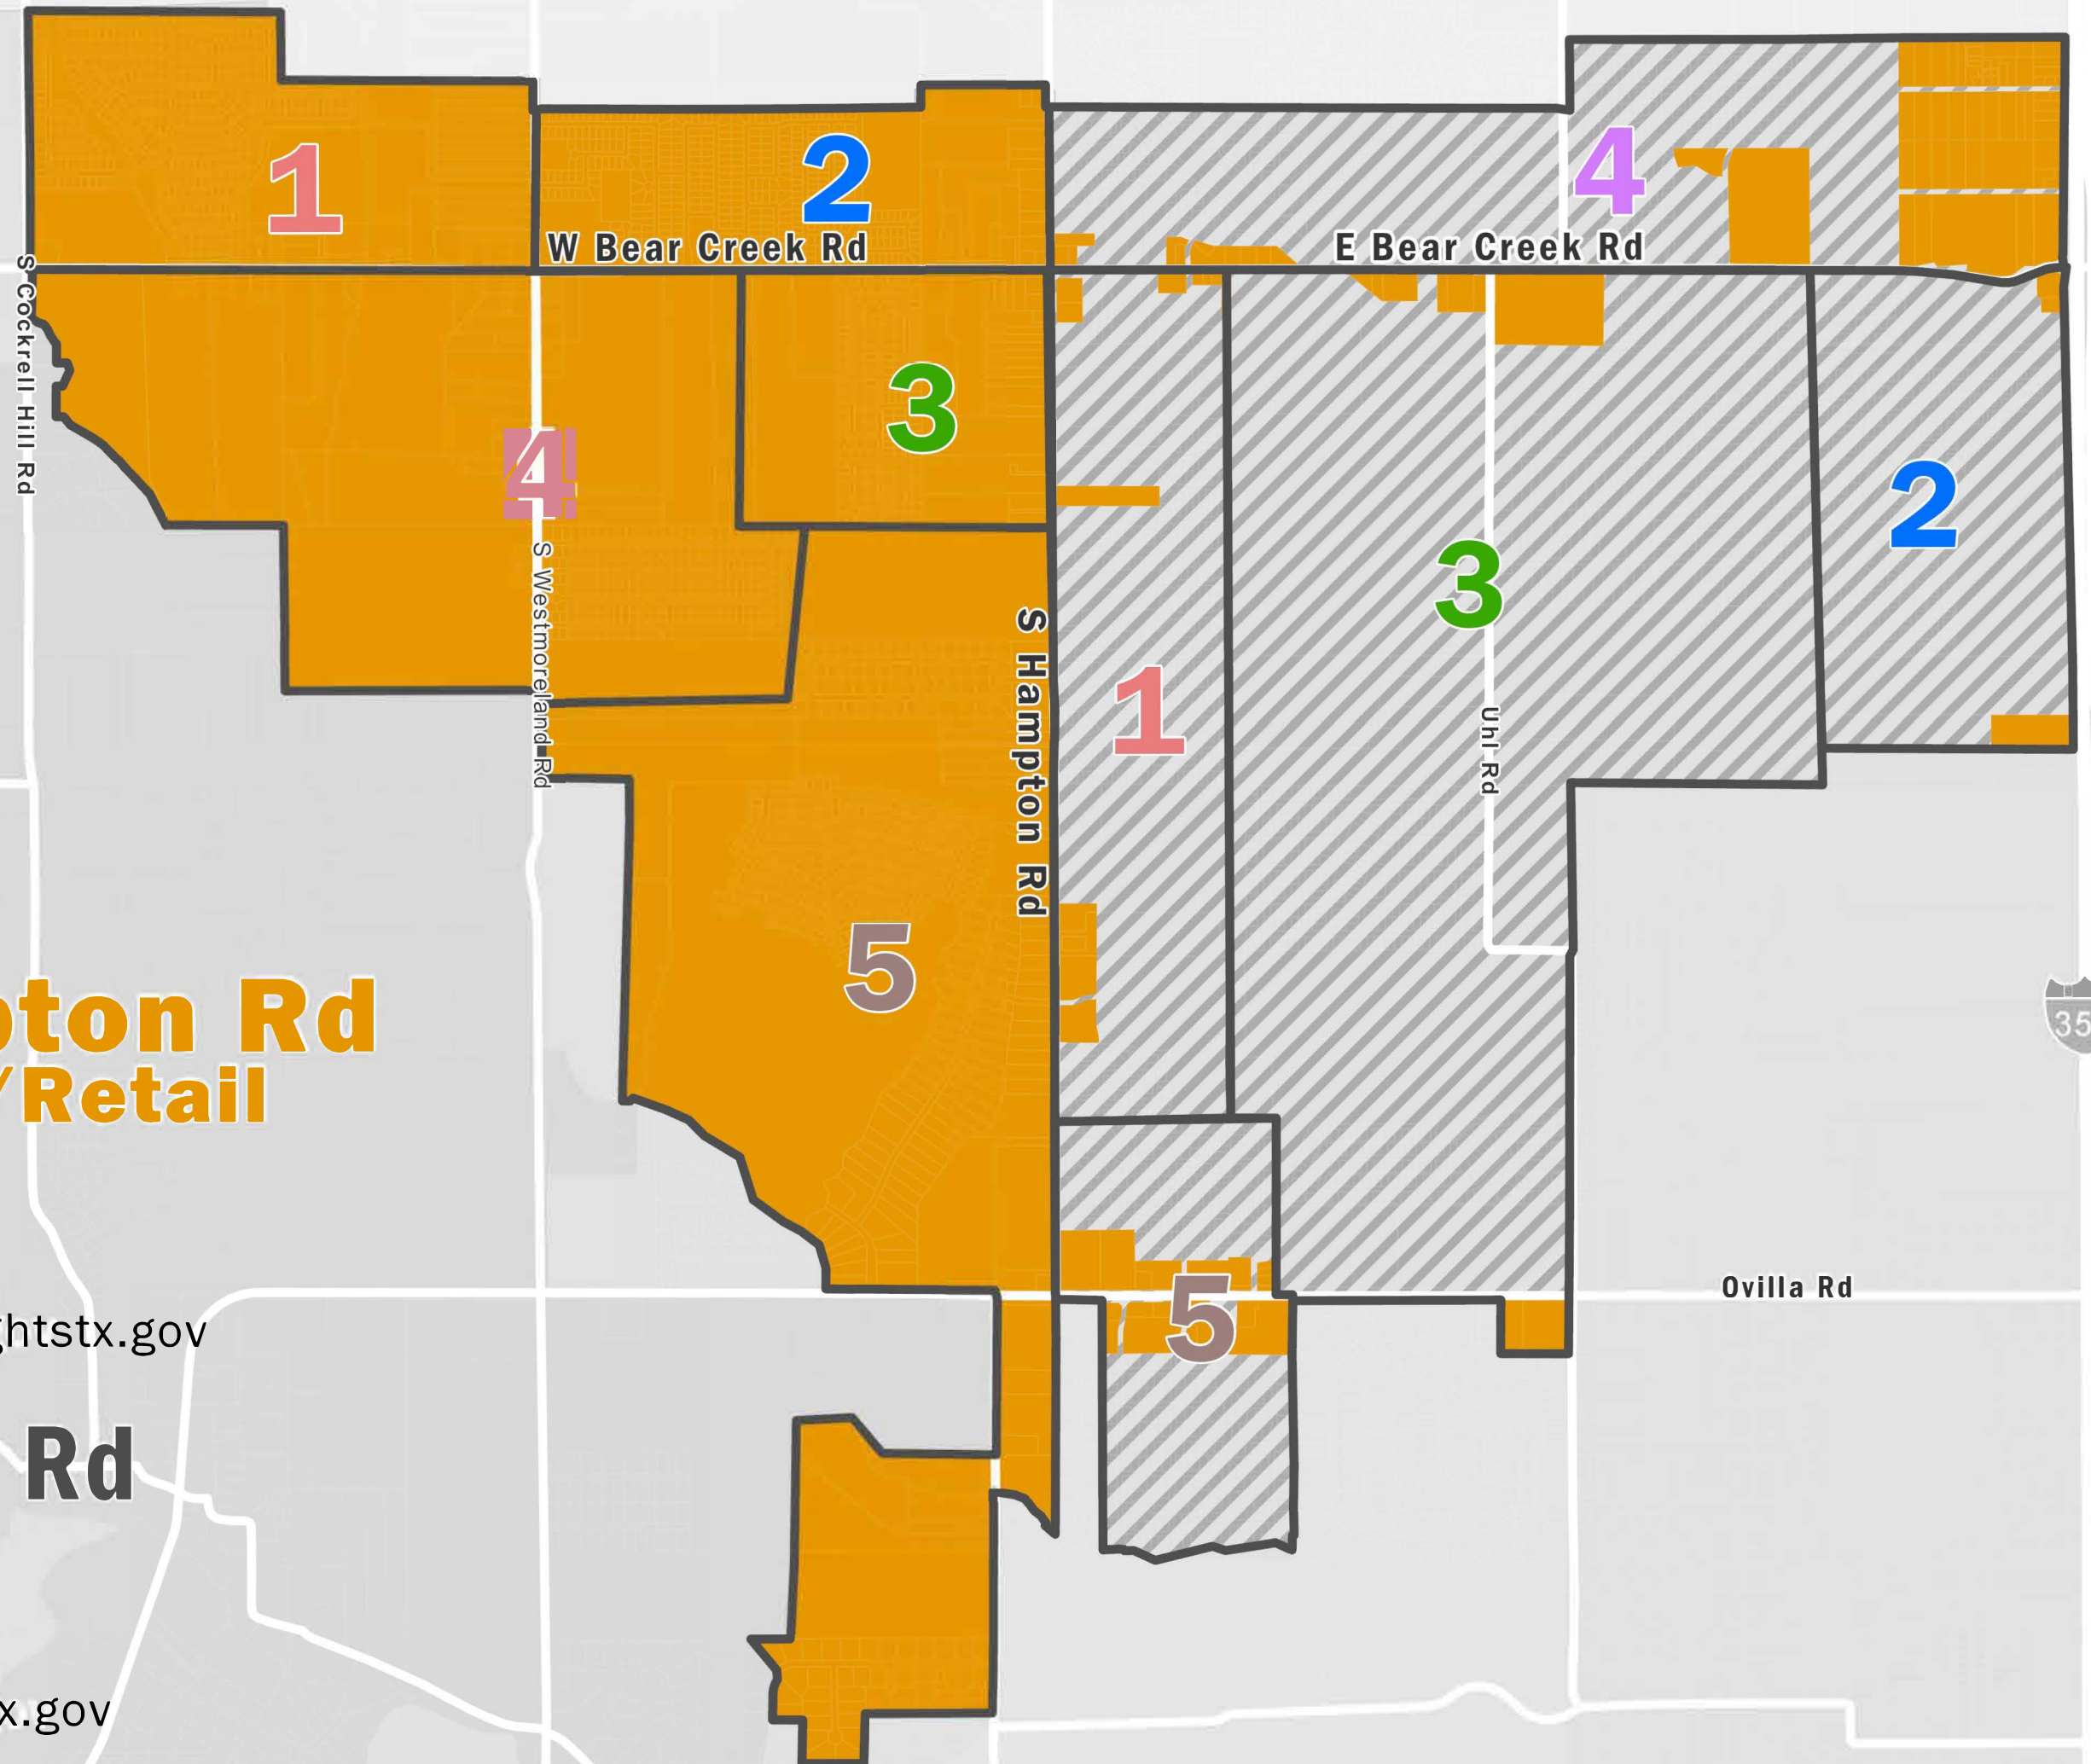 1
2
4
W Bear Creek Rd
E Bear Creek Rd
S Cockrell Hill Rd
3
4
2
3
S Westmoreland Rd
S Hampton Rd
1
Uhl Rd
5
pton Rd
/Retail
35
Ovilla Rd
5
ghtstx.gov
Rd
x.gov